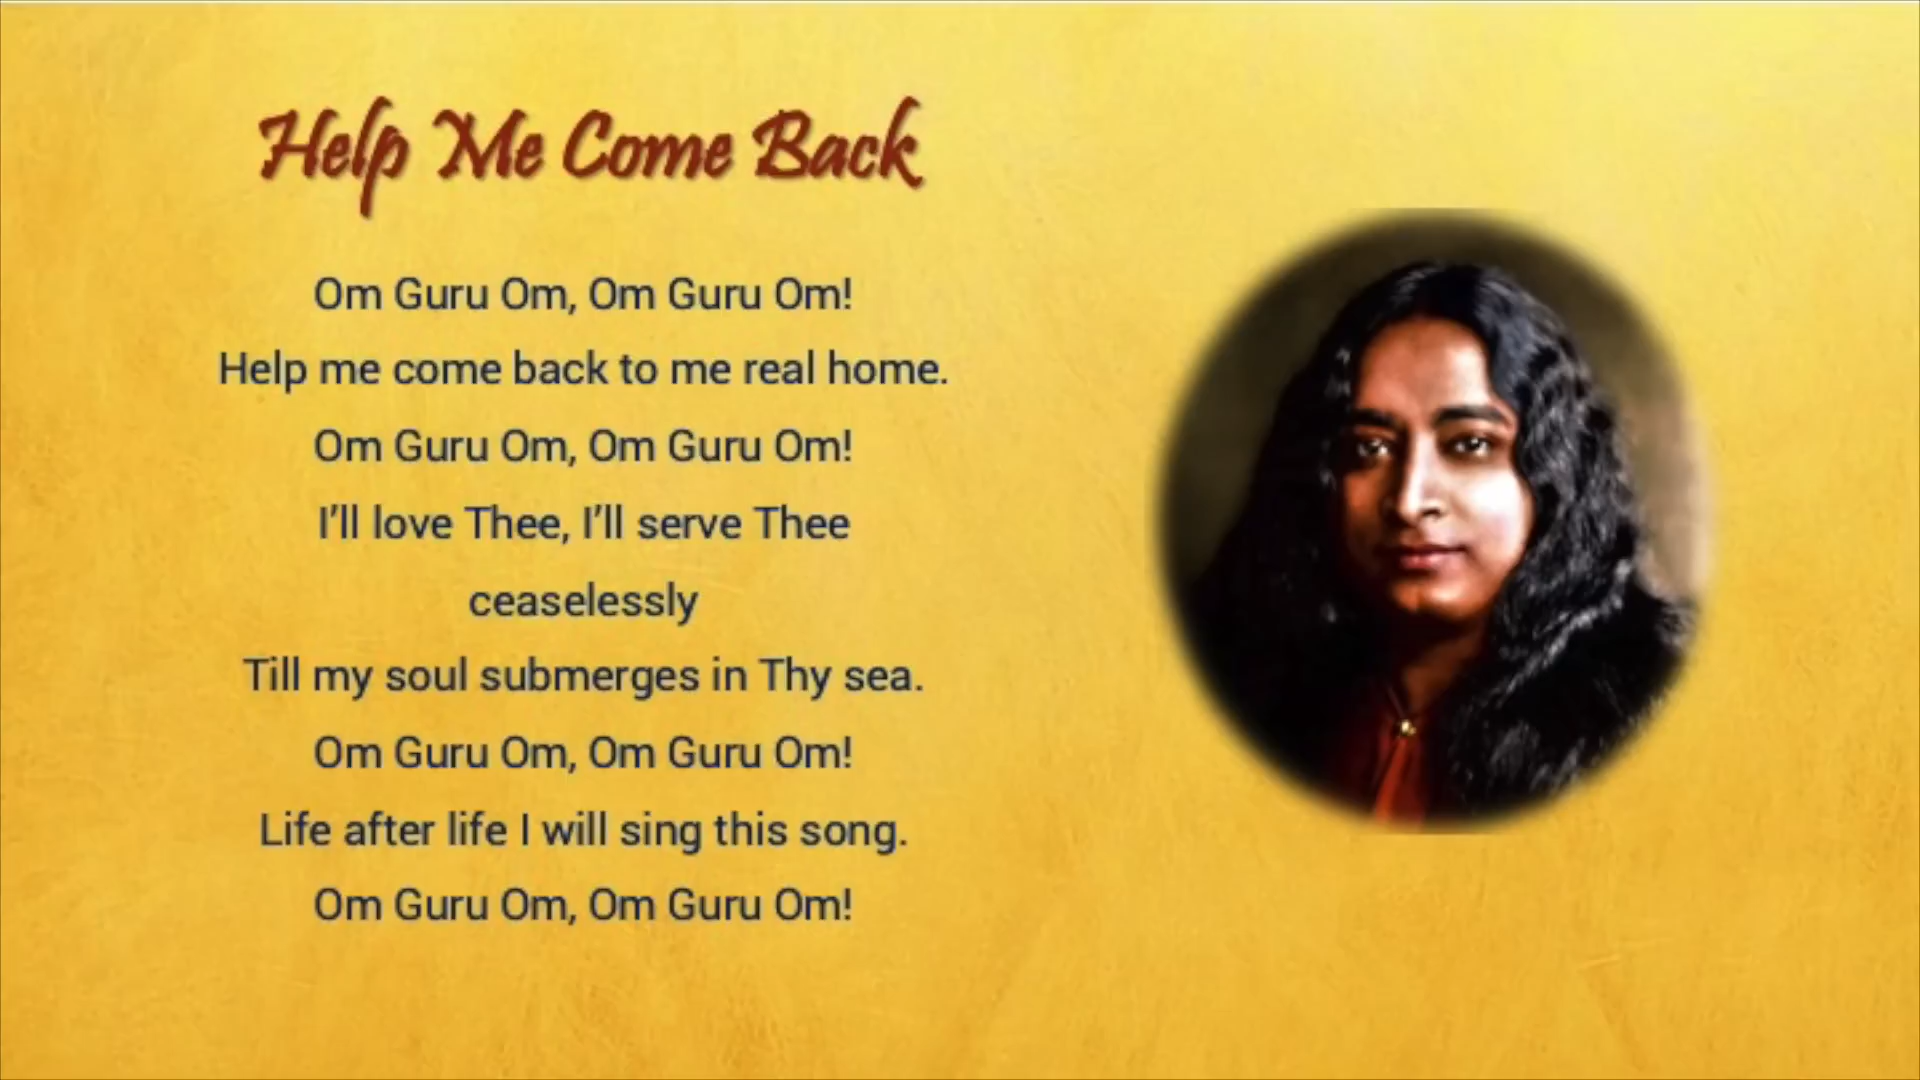 Help Me Come Back
Om Guru Om, Om Guru Om!
Help me come back to me real home.
Om Guru Om, Om Guru Om!
I’ll love Thee, I’ll serve Thee
ceaselessly
Till my soul submerges in Thy sea.
Om Guru Om, Om Guru Om!
Life after life I will sing this song.
Om Guru Om, Om Guru Om!